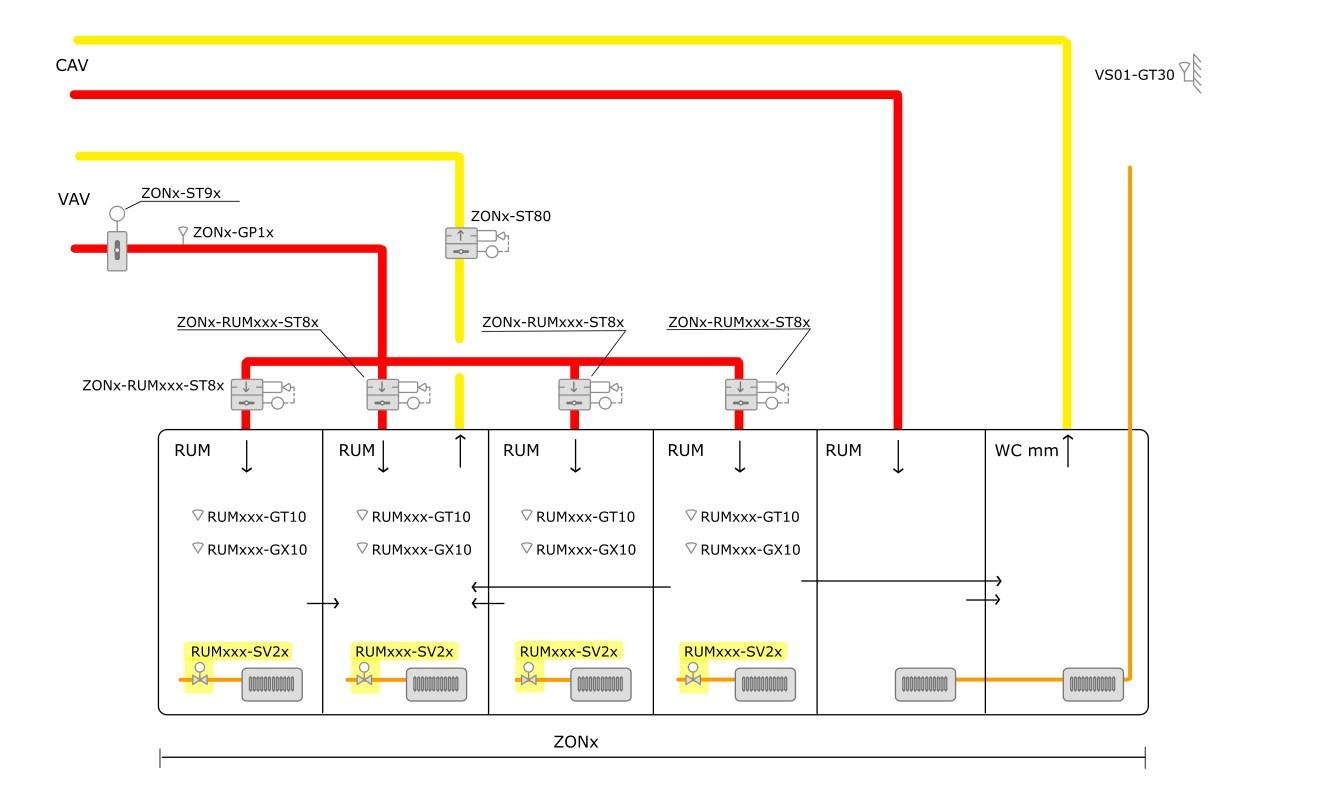 CAV
VS01-GT30
VAV
ZONx-ST9x
ZONx-GP1x
ZONx-ST80
ZONx-RUMxxx-ST8x
ZONx-RUMxxx-ST8x
ZONx-RUMxxx-ST8x
ZONx-RUMxxx-ST8x
RUM
RUM
RUM
RUM
RUM
WC mm
RUMxxx-GT10
RUMxxx-GT10
RUMxxx-GT10
RUMxxx-GT10
RUMxxx-GX10
RUMxxx-GX10
RUMxxx-GX10
RUMxxx-GX10
RUMxxx-SV2x
RUMxxx-SV2x
RUMxxx-SV2x
RUMxxx-SV2x
ZONx